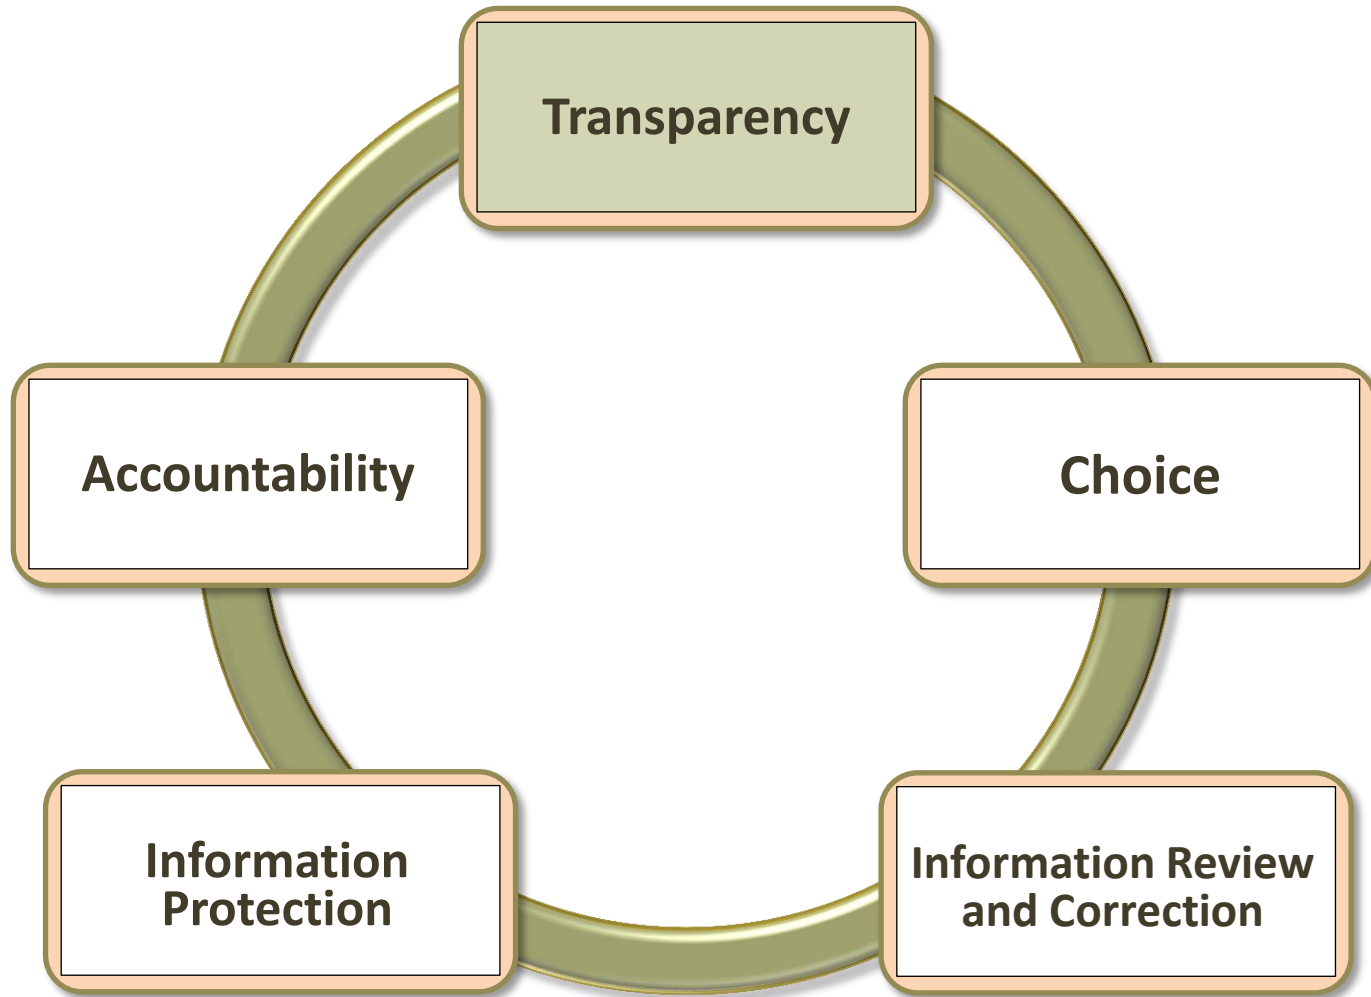 Transparency
Accountability
Choice
Information
Protection
Information Review
and Correction